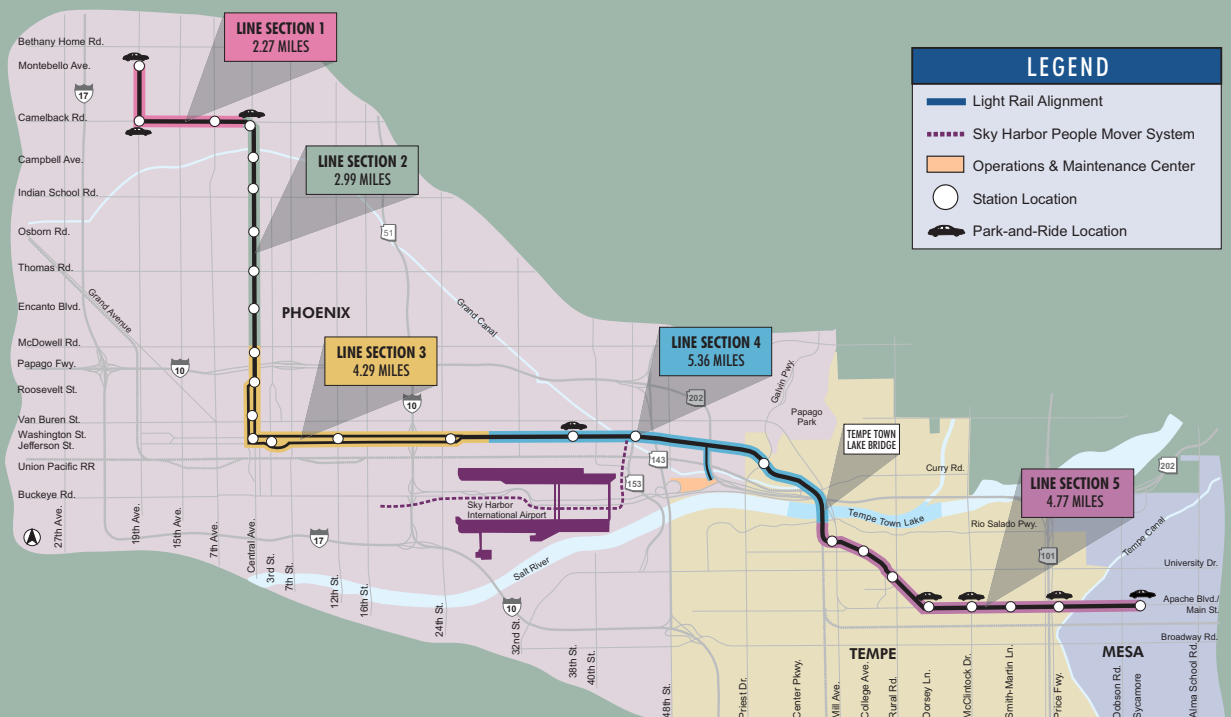 LINE SECTION 1
2.27 MILES
LINE SECTION 2
2.99 MILES
LINE SECTION 3
4.29 MILES
LINE SECTION 4
5.36 MILES
LINE SECTION 5
4.77 MILES
LEGEND
Light Rail Alignment
Sky Harbor People Mover System
Operations & Maintenance Center
Station Location
Park-and-Ride Location
Bethany Home Rd.
Montebello Ave.
Camelback Rd.
Campbell Ave.
Indian School Rd.
Osborn Rd.
Thomas Rd.
Encanto Blvd.
McDowell Rd.
Papago Fwy.
Roosevelt St.
Van Buren St.
Washington St.
Jefferson St.
Union Pacific RR
Buckeye Rd.
17
51
10
10
202
143
153
17
10
101
202
Grand Avenue
Grand Canal
PHOENIX
Galvin Pwy.
Papago
Park
TEMPE TOWN
LAKE BRIDGE
Curry Rd.
Sky Harbor
International Airport
Tempe Town Lake
Rio Salado Pwy.
Tempe Canal
Salt River
University Dr.
Apache Blvd./
Main St.
Broadway Rd.
TEMPE
MESA
27th Ave.
19th Ave.
15th Ave.
7th Ave.
Central Ave.
3rd St.
7th St.
12th St.
16th St.
24th St.
32nd St.
38th St.
40th St.
48th St.
Priest Dr.
Center Pkwy.
Mill Ave.
College Ave.
Rural Rd.
Dorsey Ln.
McClintock Dr.
Smith-Martin Ln.
Price Fwy.
Dobson Rd.
Sycamore
Alma School Rd.